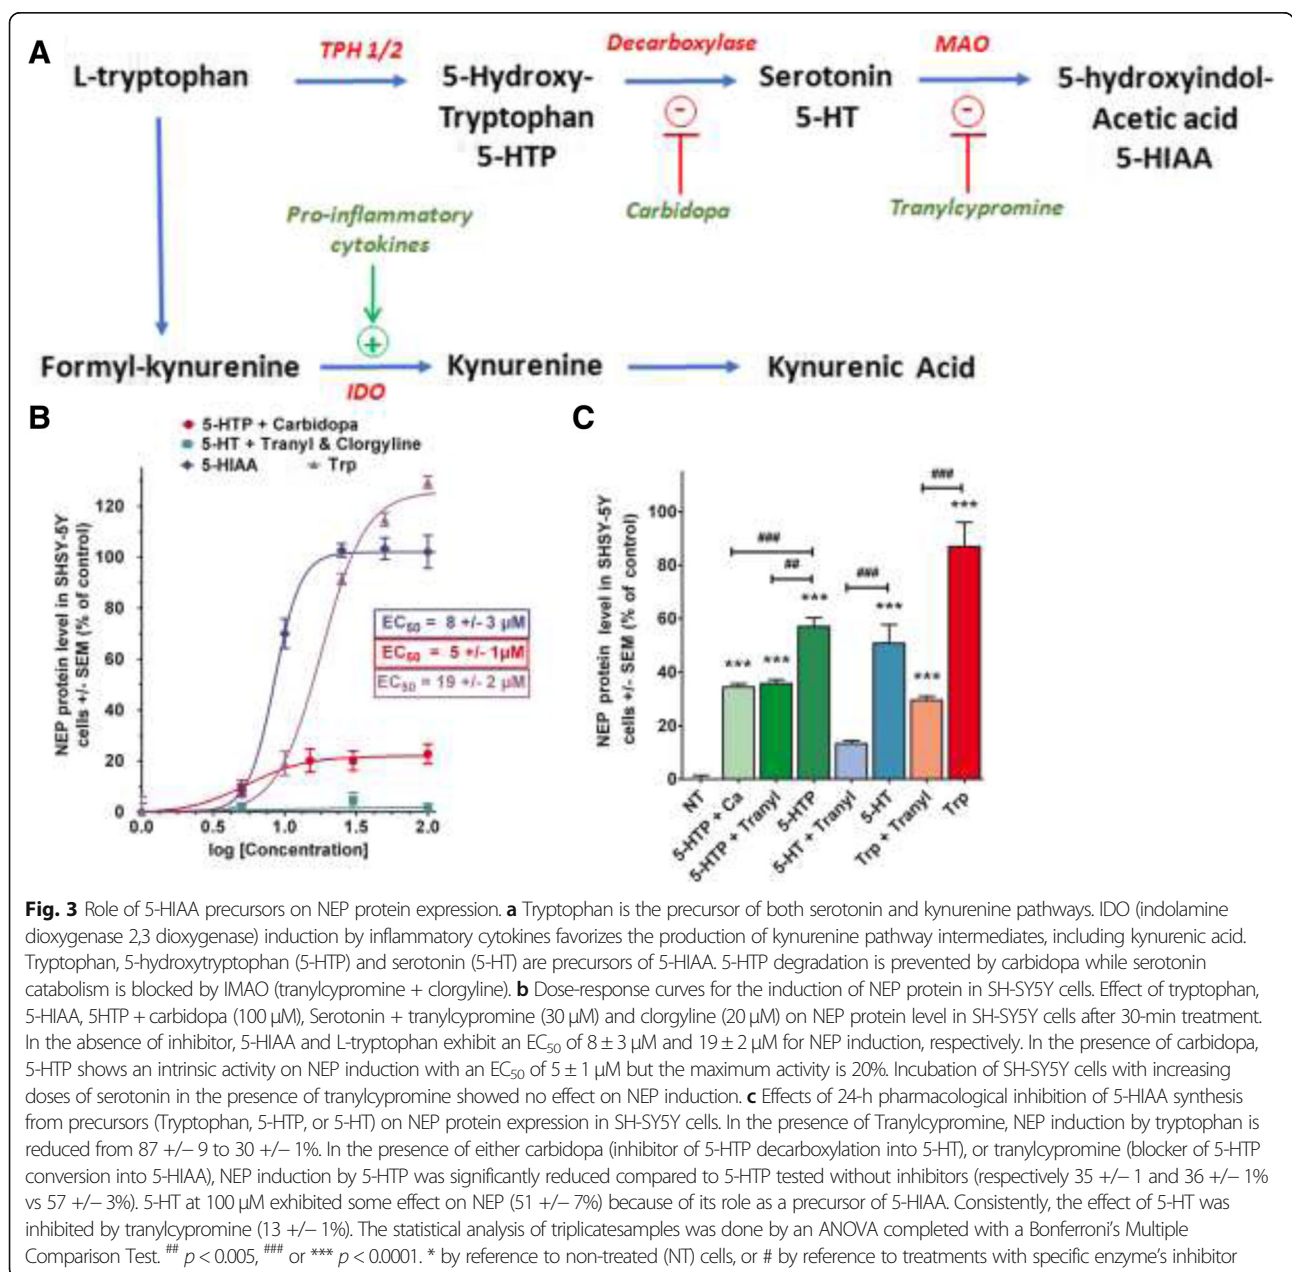 A
TPH 1/2
Decarboxylase
MAO
L-tryptophan
5-Hydroxy-
Tryptophan
5-HTP
Serotonin
5-HT
5-hydroxyindol-
Acetic acid
5-HIAA
−
−
Pro-inflammatory
cytokines
Carbidopa
Tranylcypromine
+
Formyl-kynurenine
Kynurenine
Kynurenic Acid
IDO
B
5-HTP + Carbidopa
5-HT + Tranyl & Clorgyline
5-HIAA
Trp
NEP protein level in SHSY-5Y
cells +/- SEM (% of control)
120
100
80
60
40
20
0
EC50 = 8 +/- 3 µM
EC50 = 5 +/- 1µM
EC50 = 19 +/- 2 µM
0.0
0.5
1.0
1.5
2.0
log [Concentration]
C
NEP protein level in SHSY-5Y
cells +/- SEM (% of control)
100
80
60
40
20
0
###
***
###
##
***
###
***
***
***
***
NT
5-HTP + Ca
5-HTP + Tranyl
5-HTP
5-HT + Tranyl
5-HT
Trp + Tranyl
Trp
Fig. 3 Role of 5-HIAA precursors on NEP protein expression. a Tryptophan is the precursor of both serotonin and kynurenine pathways. IDO (indolamine
dioxygenase 2,3 dioxygenase) induction by inflammatory cytokines favorizes the production of kynurenine pathway intermediates, including kynurenic acid.
Tryptophan, 5-hydroxytryptophan (5-HTP) and serotonin (5-HT) are precursors of 5-HIAA. 5-HTP degradation is prevented by carbidopa while serotonin
catabolism is blocked by IMAO (tranylcypromine + clorgyline). b Dose-response curves for the induction of NEP protein in SH-SY5Y cells. Effect of tryptophan,
5-HIAA, 5HTP + carbidopa (100 µM), Serotonin + tranylcypromine (30 µM) and clorgyline (20 µM) on NEP protein level in SH-SY5Y cells after 30-min treatment.
In the absence of inhibitor, 5-HIAA and L-tryptophan exhibit an EC50 of 8 ± 3 µM and 19 ± 2 µM for NEP induction, respectively. In the presence of carbidopa,
5-HTP shows an intrinsic activity on NEP induction with an EC50 of 5 ± 1 µM but the maximum activity is 20%. Incubation of SH-SY5Y cells with increasing
doses of serotonin in the presence of tranylcypromine showed no effect on NEP induction. c Effects of 24-h pharmacological inhibition of 5-HIAA synthesis
from precursors (Tryptophan, 5-HTP, or 5-HT) on NEP protein expression in SH-SY5Y cells. In the presence of Tranylcypromine, NEP induction by tryptophan is
reduced from 87 +/− 9 to 30 +/− 1%. In the presence of either carbidopa (inhibitor of 5-HTP decarboxylation into 5-HT), or tranylcypromine (blocker of 5-HTP
conversion into 5-HIAA), NEP induction by 5-HTP was significantly reduced compared to 5-HTP tested without inhibitors (respectively 35 +/− 1 and 36 +/− 1%
vs 57 +/− 3%). 5-HT at 100 µM exhibited some effect on NEP (51 +/− 7%) because of its role as a precursor of 5-HIAA. Consistently, the effect of 5-HT was
inhibited by tranylcypromine (13 +/− 1%). The statistical analysis of triplicatesamples was done by an ANOVA completed with a Bonferroni's Multiple
Comparison Test. ## p < 0.005, ### or *** p < 0.0001. * by reference to non-treated (NT) cells, or # by reference to treatments with specific enzyme's inhibitor